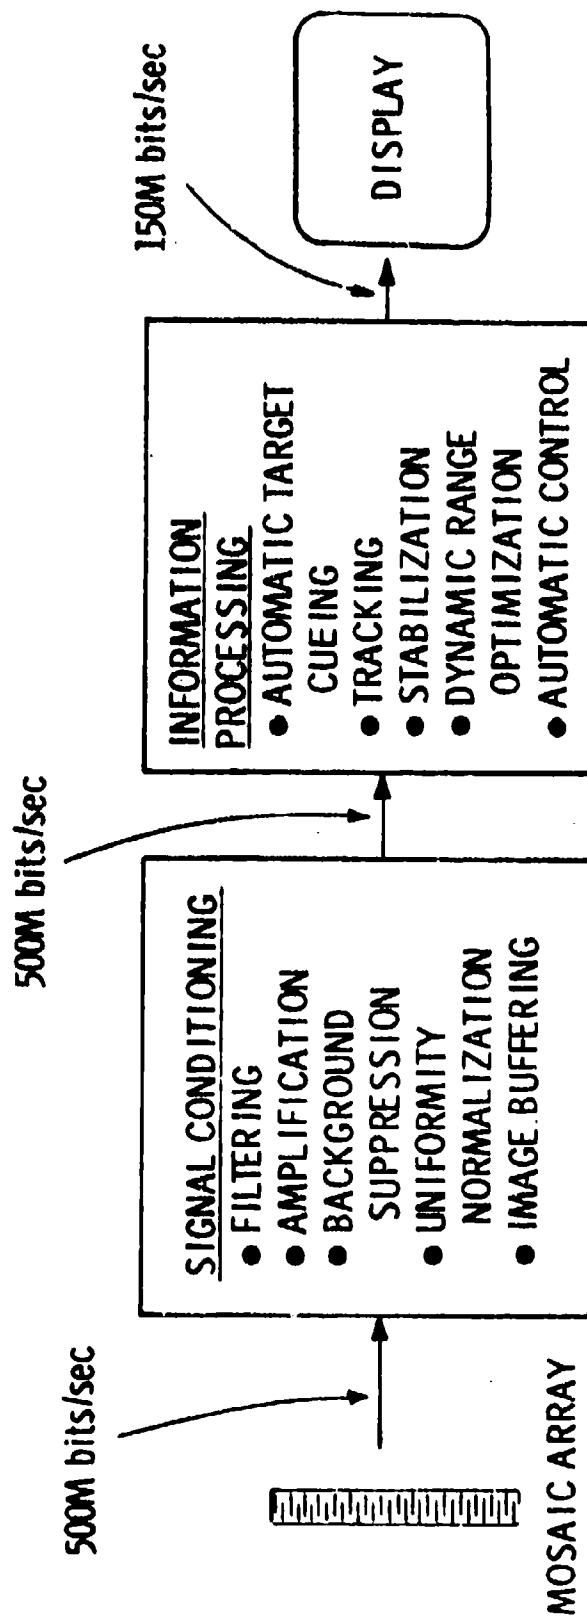 500M bits/sec
MOSAIC ARRAY
SIGNAL CONDITIONING
● FILTERING
● AMPLIFICATION
● BACKGROUND
SUPPRESSION
● UNIFORMITY
NORMALIZATION
● IMAGE BUFFERING
500M bits/sec
INFORMATION
PROCESSING
● AUTOMATIC TARGET
CUEING
● TRACKING
● STABILIZATION
● DYNAMIC RANGE
OPTIMIZATION
● AUTOMATIC CONTROL
150M bits/sec
DISPLAY